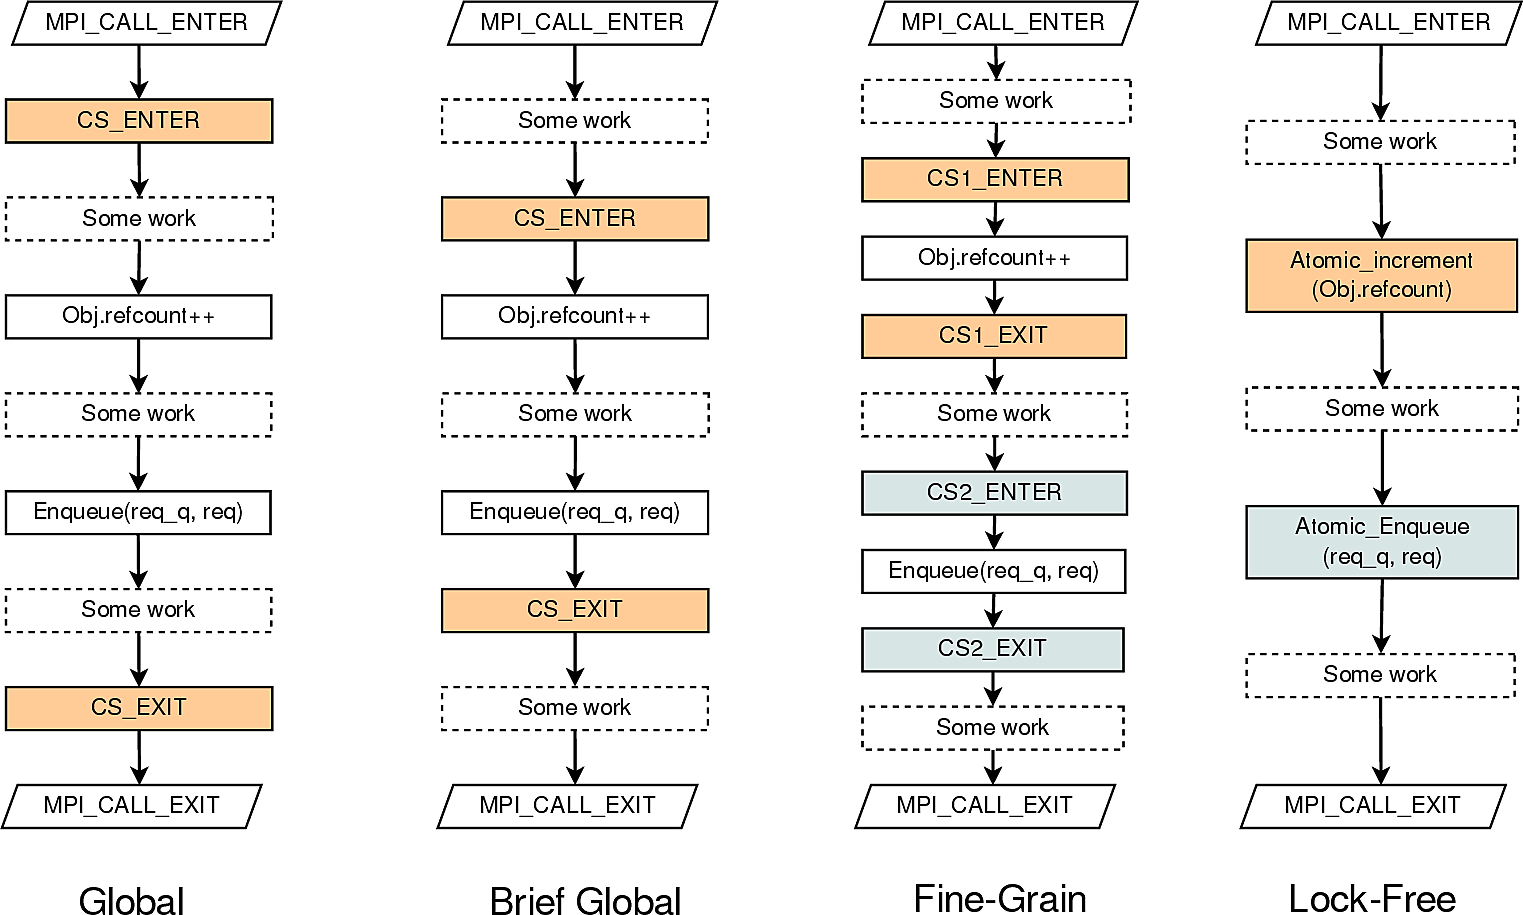 MPI_CALL_ENTER
CS_ENTER
Some work
Obj.refcount++
Some work
Enqueue(req_q, req)
Some work
CS_EXIT
MPI_CALL_EXIT
Global
MPI_CALL_ENTER
Some work
CS_ENTER
Obj.refcount++
Some work
Enqueue(req_q, req)
CS_EXIT
Some work
MPI_CALL_EXIT
Brief Global
MPI_CALL_ENTER
Some work
CS1_ENTER
Obj.refcount++
CS1_EXIT
Some work
CS2_ENTER
Enqueue(req_q, req)
CS2_EXIT
Some work
MPI_CALL_EXIT
Fine-Grain
MPI_CALL_ENTER
Some work
Atomic_increment
(Obj.refcount)
Some work
Atomic_Enqueue
(req_q, req)
Some work
MPI_CALL_EXIT
Lock-Free